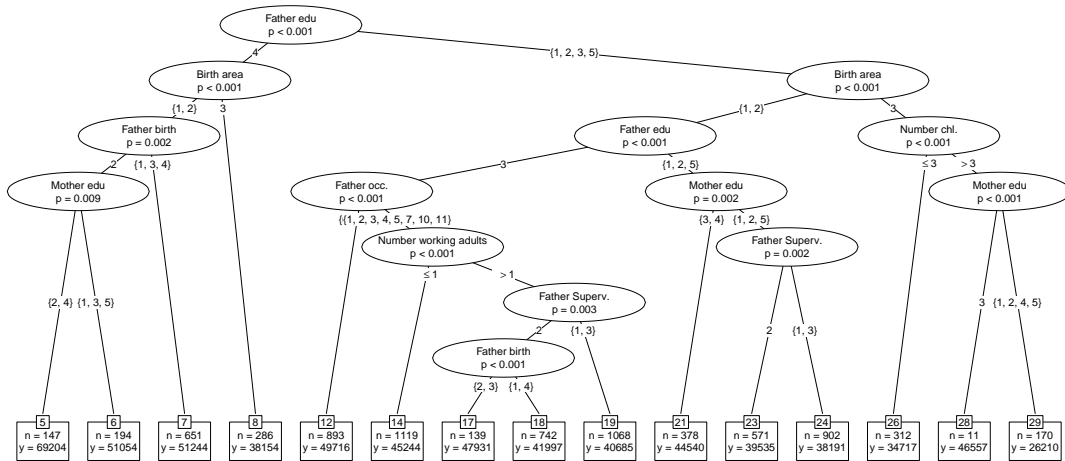 Father edu
p < 0.001
4
{1, 2, 3, 5}
Birth area
p < 0.001
Birth area
p < 0.001
{1, 2}
3
{1, 2}
3
Father birth
p = 0.002
Father edu
p < 0.001
Number chl.
p < 0.001
2
{1, 3, 4}
3
{1, 2, 5}
≤ 3
> 3
Mother edu
p = 0.009
Father occ.
p < 0.001
Mother edu
p = 0.002
Mother edu
p < 0.001
{{1, 2, 3, 4, 5, 7, 10, 11}
{3, 4}
{1, 2, 5}
Number working adults
p < 0.001
Father Superv.
p = 0.002
≤ 1
> 1
{2, 4}
{1, 3, 5}
Father Superv.
p = 0.003
3
{1, 2, 4, 5}
2
{1, 3}
2
{1, 3}
Father birth
p < 0.001
{2, 3}
{1, 4}
5
n = 147
y = 69204
6
n = 194
y = 51054
7
n = 651
y = 51244
8
n = 286
y = 38154
12
n = 893
y = 49716
14
n = 1119
y = 45244
17
n = 139
y = 47931
18
n = 742
y = 41997
19
n = 1068
y = 40685
21
n = 378
y = 44540
23
n = 571
y = 39535
24
n = 902
y = 38191
26
n = 312
y = 34717
28
n = 11
y = 46557
29
n = 170
y = 26210